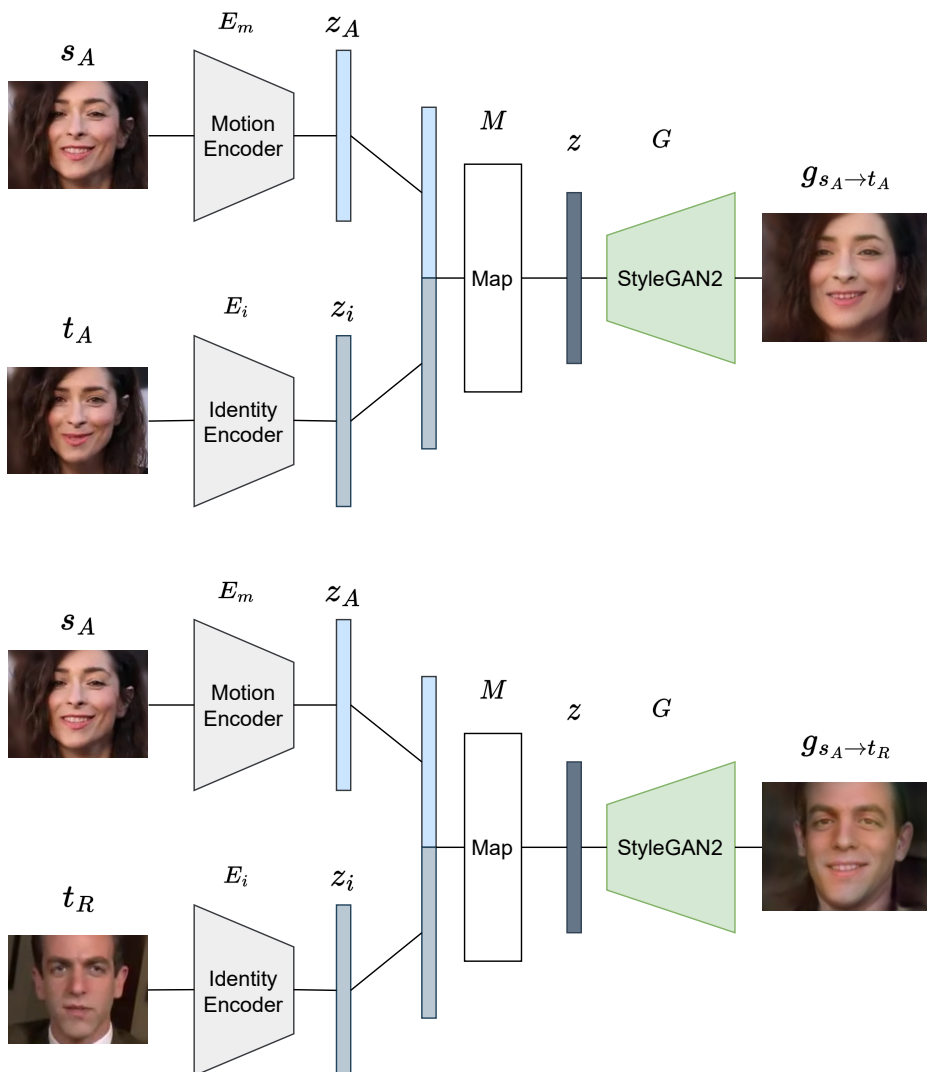 E_m
z_A
s_A
Motion
Encoder
M
z
G
g_{s_A→t_A}
Map
StyleGAN2
t_A
E_i
z_i
Identity
Encoder
E_m
z_A
s_A
Motion
Encoder
M
z
G
g_{s_A→t_R}
Map
StyleGAN2
t_R
E_i
z_i
Identity
Encoder